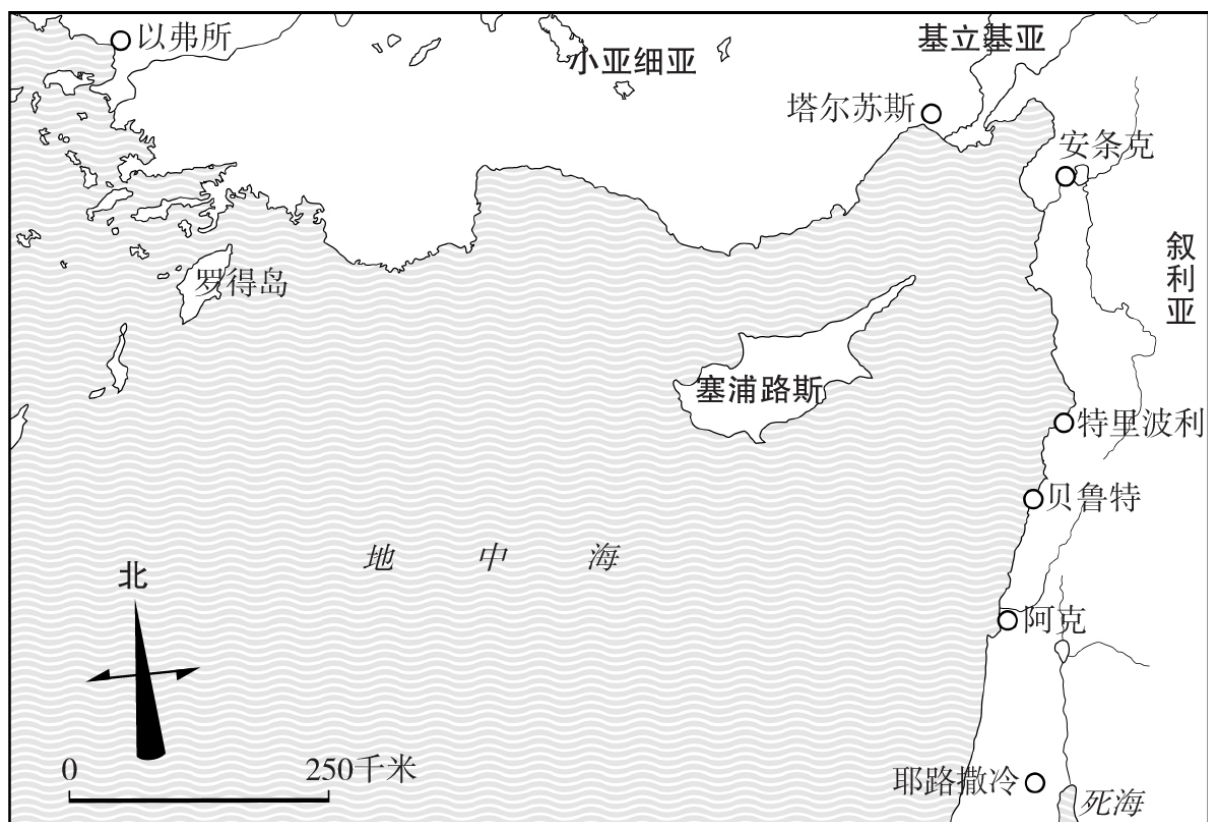 以弗所
小亚细亚
基立基亚
塔尔苏斯
安条克
叙利亚
罗得岛
塞浦路斯
特里波利
贝鲁特
地中海
北
阿克
0 250千米
耶路撒冷
死海